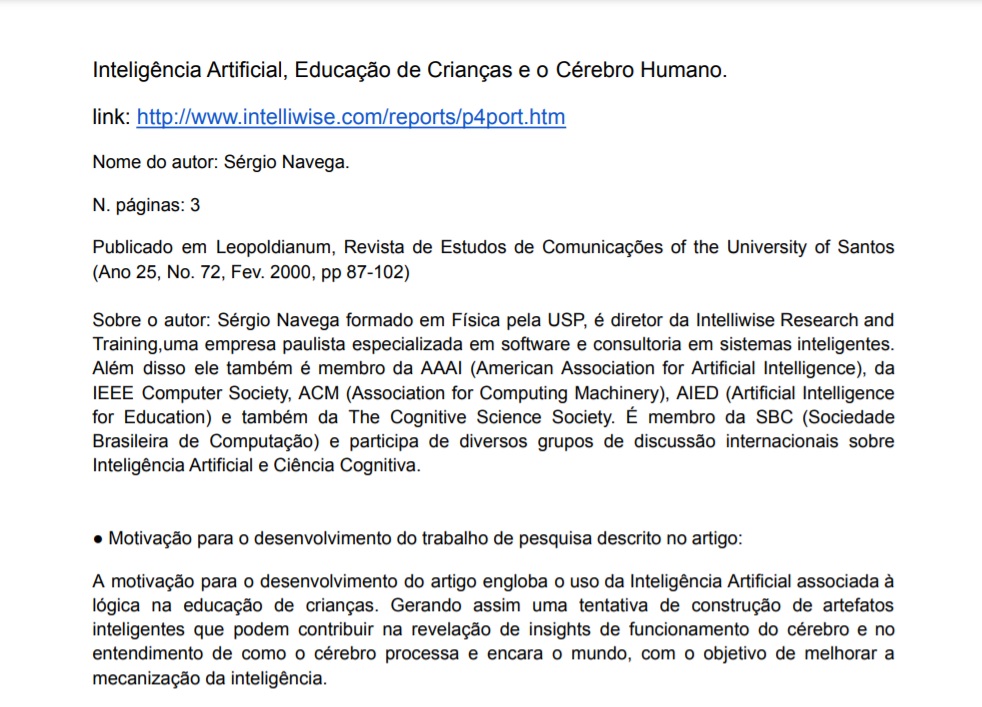 Inteligência Artificial, Educação de Crianças e o Cérebro Humano.
link: http://www.intelliwise.com/reports/p4port.htm
Nome do autor: Sérgio Navega.
N. páginas: 3
Publicado em Leopoldianum, Revista de Estudos de Comunicações of the University of Santos
(Ano 25, No. 72, Fev. 2000, pp 87-102)
Sobre o autor: Sérgio Navega formado em Física pela USP, é diretor da Intelliwise Research and
Training,uma empresa paulista especializada em software e consultoria em sistemas inteligentes.
Além disso ele também é membro da AAAI (American Association for Artificial Intelligence), da
IEEE Computer Society, ACM (Association for Computing Machinery), AIED (Artificial Intelligence
for Education) e também da The Cognitive Science Society. É membro da SBC (Sociedade
Brasileira de Computação) e participa de diversos grupos de discussão internacionais sobre
Inteligência Artificial e Ciência Cognitiva.
● Motivação para o desenvolvimento do trabalho de pesquisa descrito no artigo:
A motivação para o desenvolvimento do artigo engloba o uso da Inteligência Artificial associada à
lógica na educação de crianças. Gerando assim uma tentativa de construção de artefatos
inteligentes que podem contribuir na revelação de insights de funcionamento do cérebro e no
entendimento de como o cérebro processa e encara o mundo, com o objetivo de melhorar a
mecanização da inteligência.